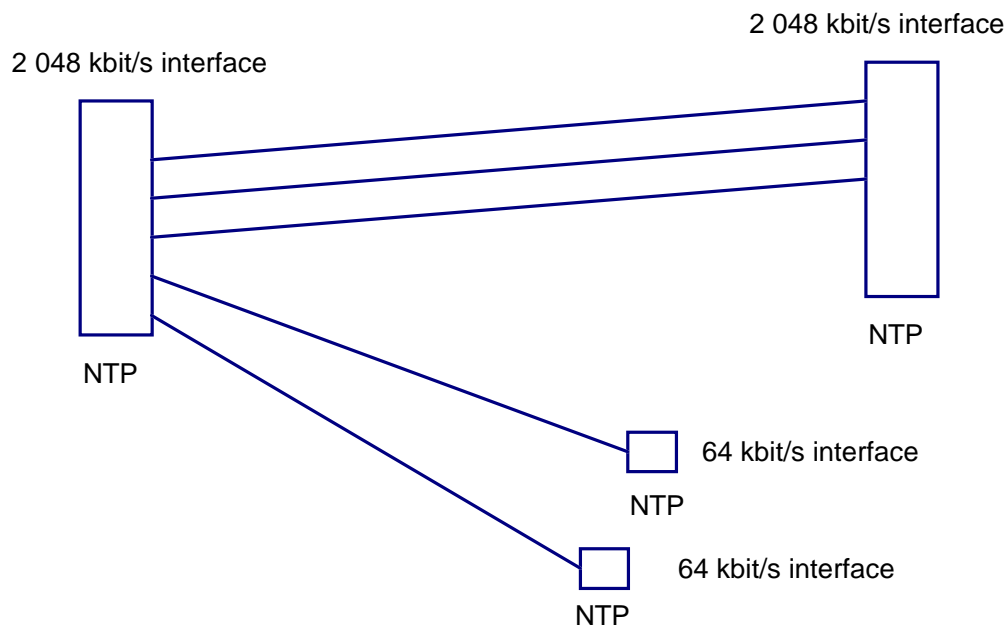 2 048 kbit/s interface
2 048 kbit/s interface
NTP
NTP
64 kbit/s interface
NTP
64 kbit/s interface
NTP